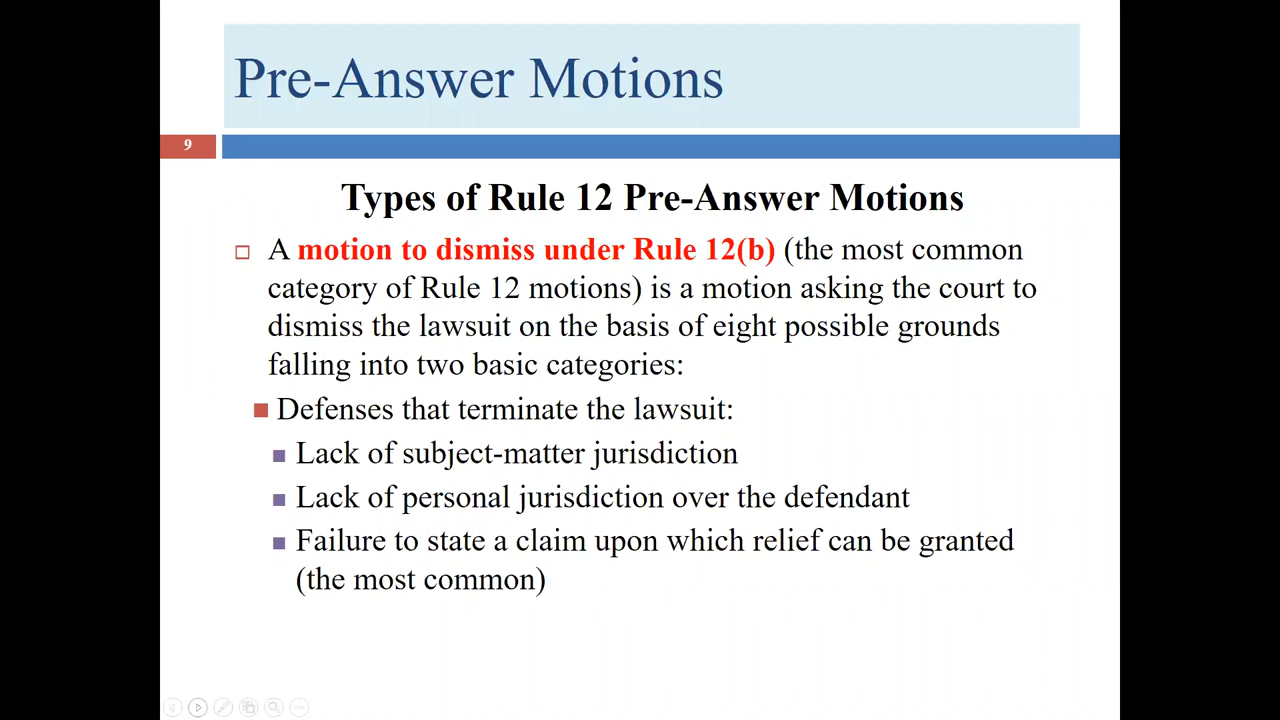 Pre-Answer Motions
9
Types of Rule 12 Pre-Answer Motions
A motion to dismiss under Rule 12(b) (the most common
category of Rule 12 motions) is a motion asking the court to
dismiss the lawsuit on the basis of eight possible grounds
falling into two basic categories:
Defenses that terminate the lawsuit:
Lack of subject-matter jurisdiction
Lack of personal jurisdiction over the defendant
Failure to state a claim upon which relief can be granted
(the most common)